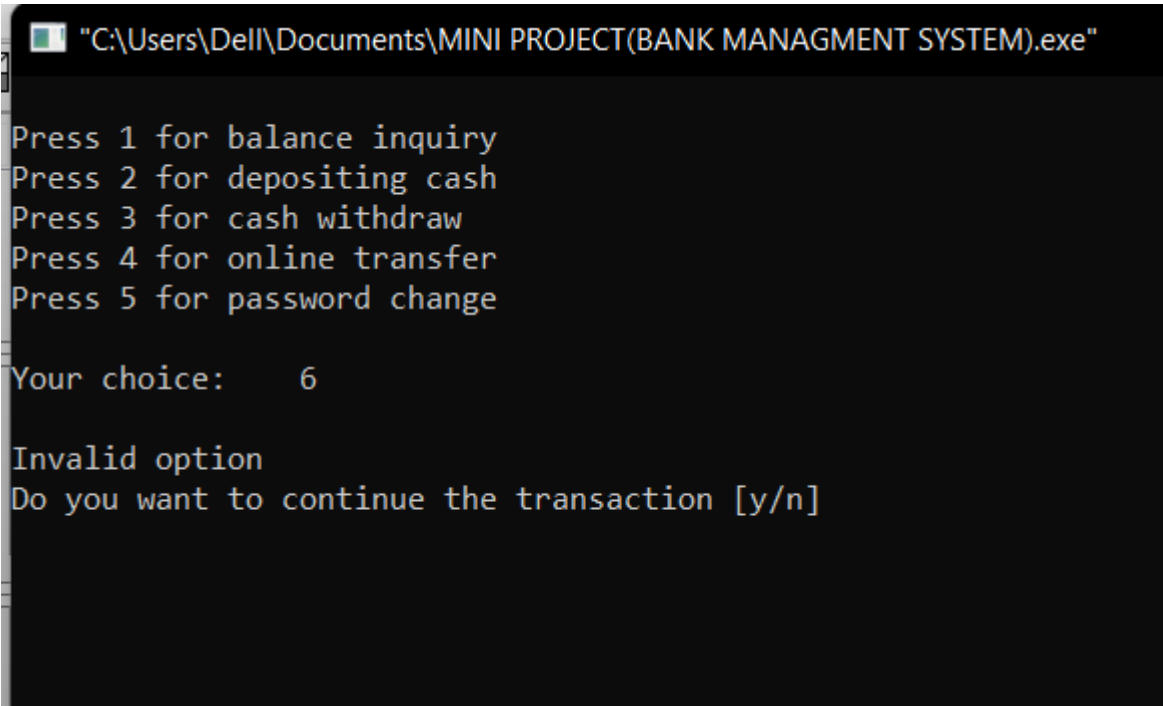 "C:\Users\Dell\Documents\MINI PROJECT(BANK MANAGMENT SYSTEM).exe"
Press 1 for balance inquiry
Press 2 for depositing cash
Press 3 for cash withdraw
Press 4 for online transfer
Press 5 for password change
Your choice:    6
Invalid option
Do you want to continue the transaction [y/n]